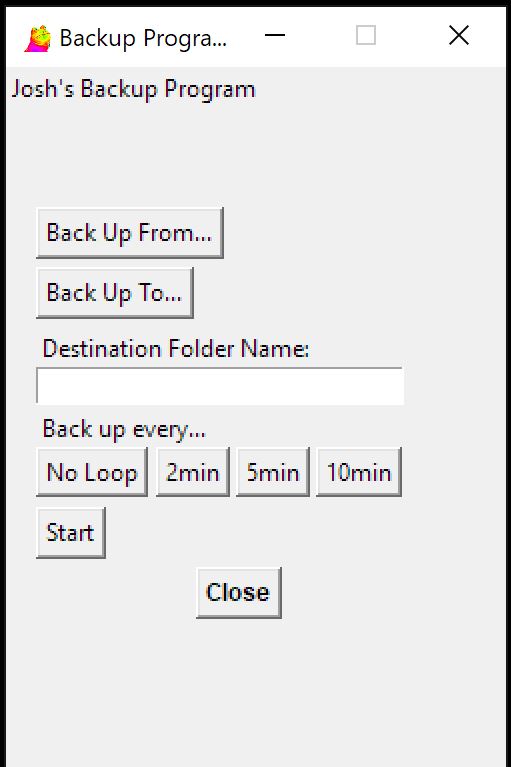 Backup Progra...
Josh's Backup Program
Back Up From...
Back Up To...
Destination Folder Name:
Back up every...
No Loop 2min 5min 10min
Start
Close